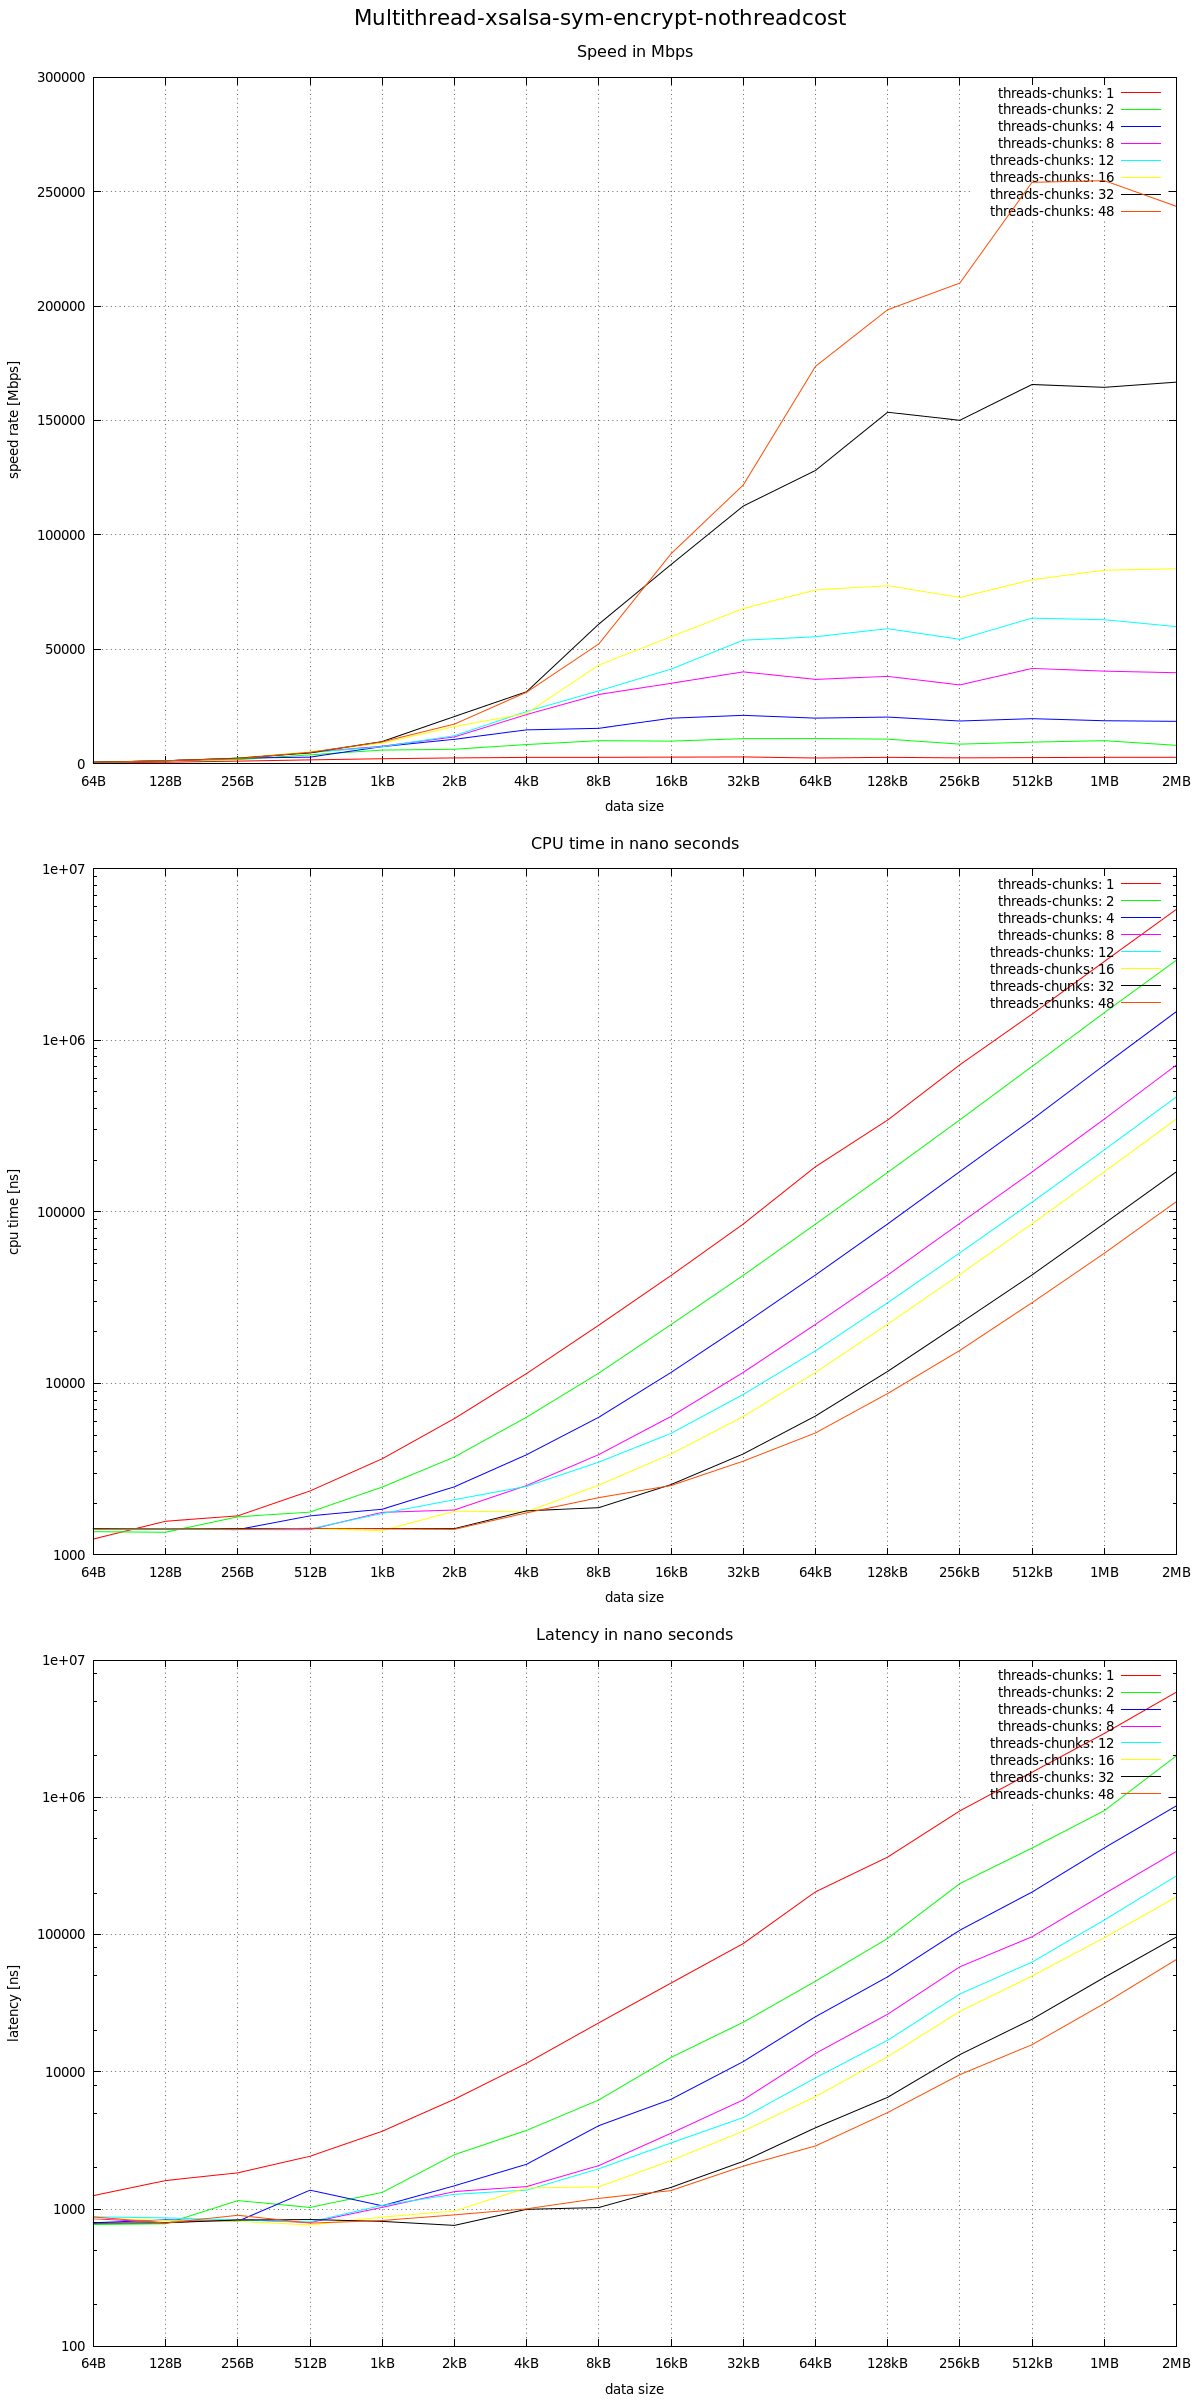 Multithread-xsalsa-sym-encrypt-nothreadcost
Speed in Mbps
300000
250000
200000
150000
100000
50000
0
speed rate [Mbps]
threads-chunks: 1
threads-chunks: 2
threads-chunks: 4
threads-chunks: 8
threads-chunks: 12
threads-chunks: 16
threads-chunks: 32
threads-chunks: 48
64B 128B 256B 512B 1kB 2kB 4kB 8kB 16kB 32kB 64kB 128kB 256kB 512kB 1MB 2MB
data size
CPU time in nano seconds
1e+07
1e+06
100000
10000
1000
cpu time [ns]
threads-chunks: 1
threads-chunks: 2
threads-chunks: 4
threads-chunks: 8
threads-chunks: 12
threads-chunks: 16
threads-chunks: 32
threads-chunks: 48
64B 128B 256B 512B 1kB 2kB 4kB 8kB 16kB 32kB 64kB 128kB 256kB 512kB 1MB 2MB
data size
Latency in nano seconds
1e+07
1e+06
100000
10000
1000
100
latency [ns]
threads-chunks: 1
threads-chunks: 2
threads-chunks: 4
threads-chunks: 8
threads-chunks: 12
threads-chunks: 16
threads-chunks: 32
threads-chunks: 48
64B 128B 256B 512B 1kB 2kB 4kB 8kB 16kB 32kB 64kB 128kB 256kB 512kB 1MB 2MB
data size